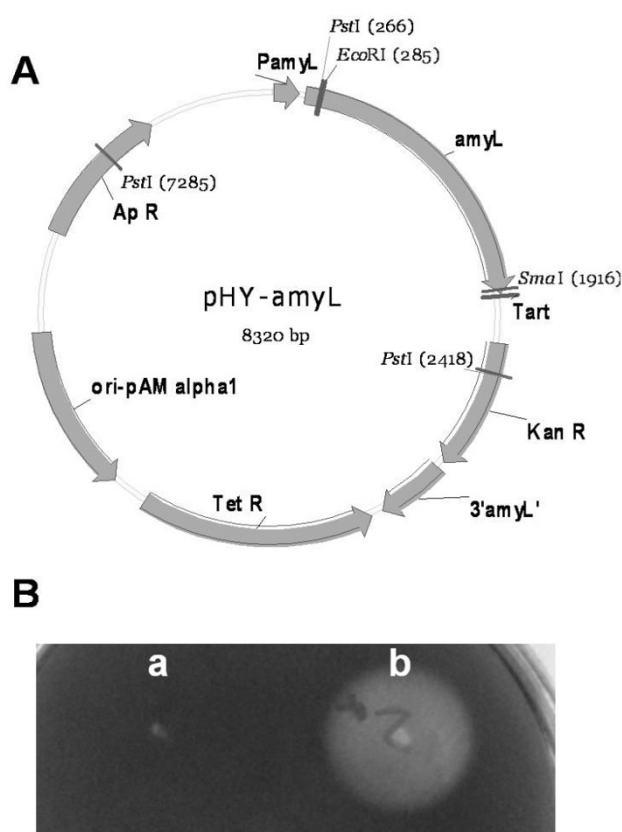 A
PstI (266)
EcoRI (285)
PamyL
amyL
PstI (7285)
Ap R
SmaI (1916)
Tart
pHY-amyL
8320 bp
PstI (2418)
ori-pAM alpha1
Kan R
Tet R
3'amyL'
B
a
b